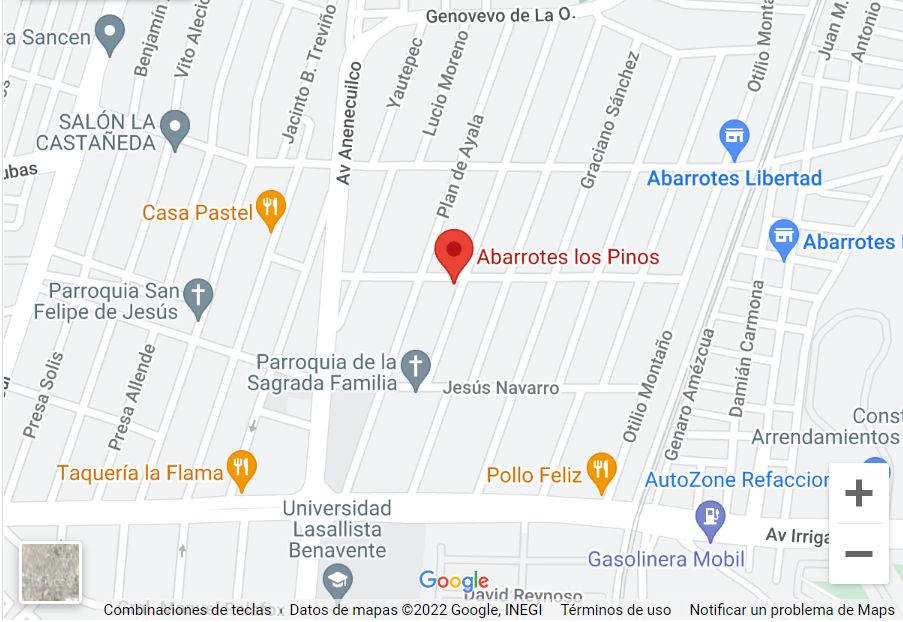 Genovevo de La O.
Sancen
Benjamín
Vito Alecio
Jacinto B. Treviño
Av Anenecuilco
Yautepec
Lucio Moreno
Plan de Ayala
Graciano Sánchez
Otilio Monta
Juan M.
Antonio
SALÓN LA
CASTAÑEDA
ubas
Abarrotes Libertad
Casa Pastel
Abarrotes los Pinos
Abarrotes
Parroquia San
Felipe de Jesús
Presa Solis
Presa Allende
Parroquia de la
Sagrada Familia
Jesús Navarro
Otilio Montaño
Genaro Amézcua
Damián Carmona
Const
Arrendamientos
Taquería la Flama
Pollo Feliz
AutoZone Refaccion
Universidad
Lasallista
Benavente
Av Irriga
Gasolinera Mobil
Google
David Reynoso
Combinaciones de teclas
Datos de mapas ©2022 Google, INEGI
Términos de uso
Notificar un problema de Maps